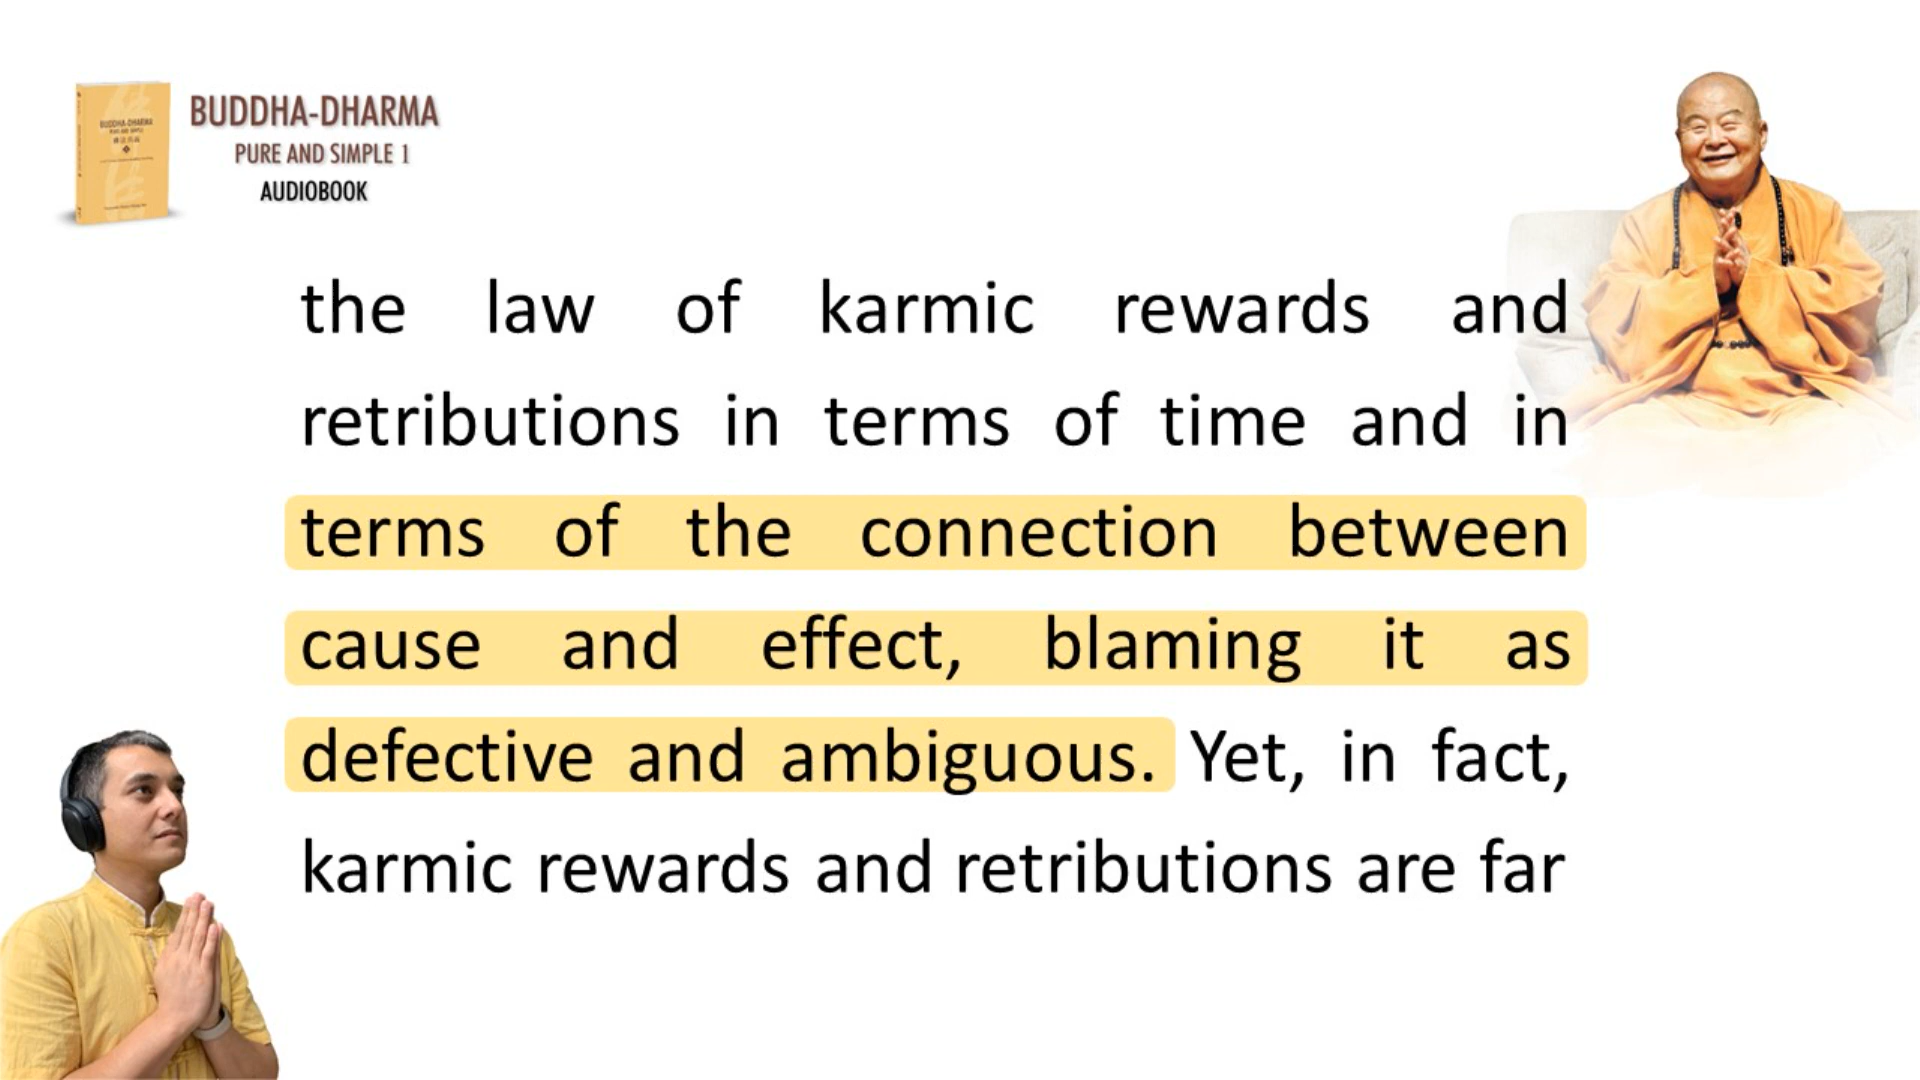 BUDDHA-DHARMA
PURE AND SIMPLE 1
AUDIOBOOK
BUDDHA-DHARMA
the law of karmic rewards and
retributions in terms of time and in
terms of the connection between
cause and effect, blaming it as
defective and ambiguous. Yet, in fact,
karmic rewards and retributions are far